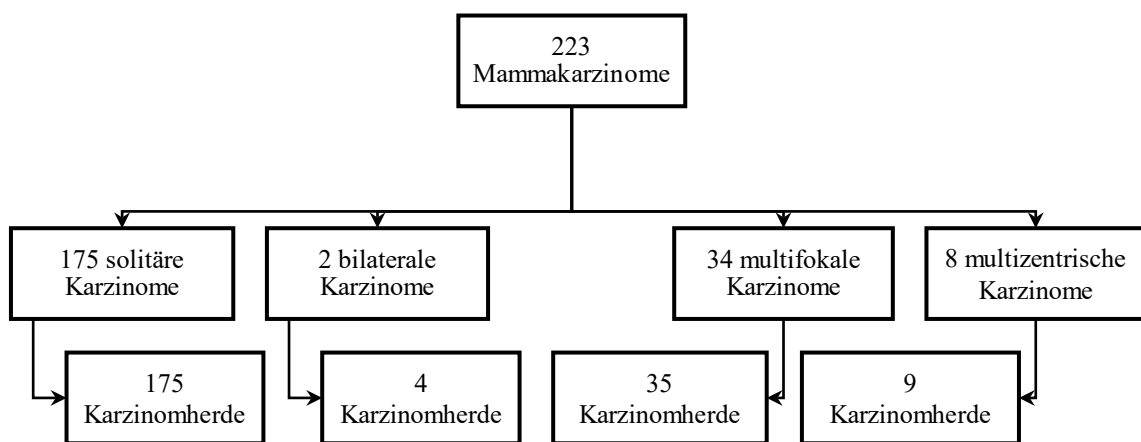 223
Mammakarzinome
175 solitäre
Karzinome
2 bilaterale
Karzinome
34 multifokale
Karzinome
8 multizentrische
Karzinome
175
Karzinomherde
4
Karzinomherde
35
Karzinomherde
9
Karzinomherde